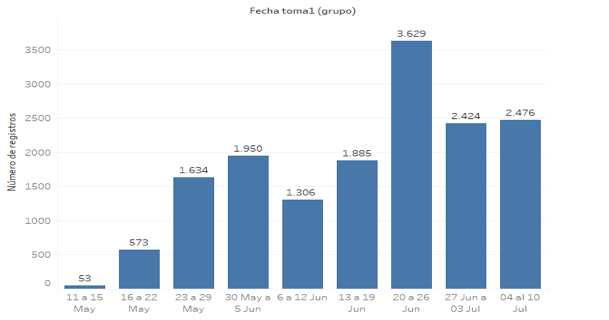 Fecha toma1 (grupo)
Número de registros
3500
3000
2500
2000
1500
1000
500
0
53
573
1.634
1.950
1.306
1.885
3.629
2.424
2.476
11 a 15
May
16 a 22
May
23 a 29
May
30 May a
5 Jun
6 a 12 Jun
13 a 19
Jun
20 a 26
Jun
27 Jun a
03 Jul
04 al 10
Jul